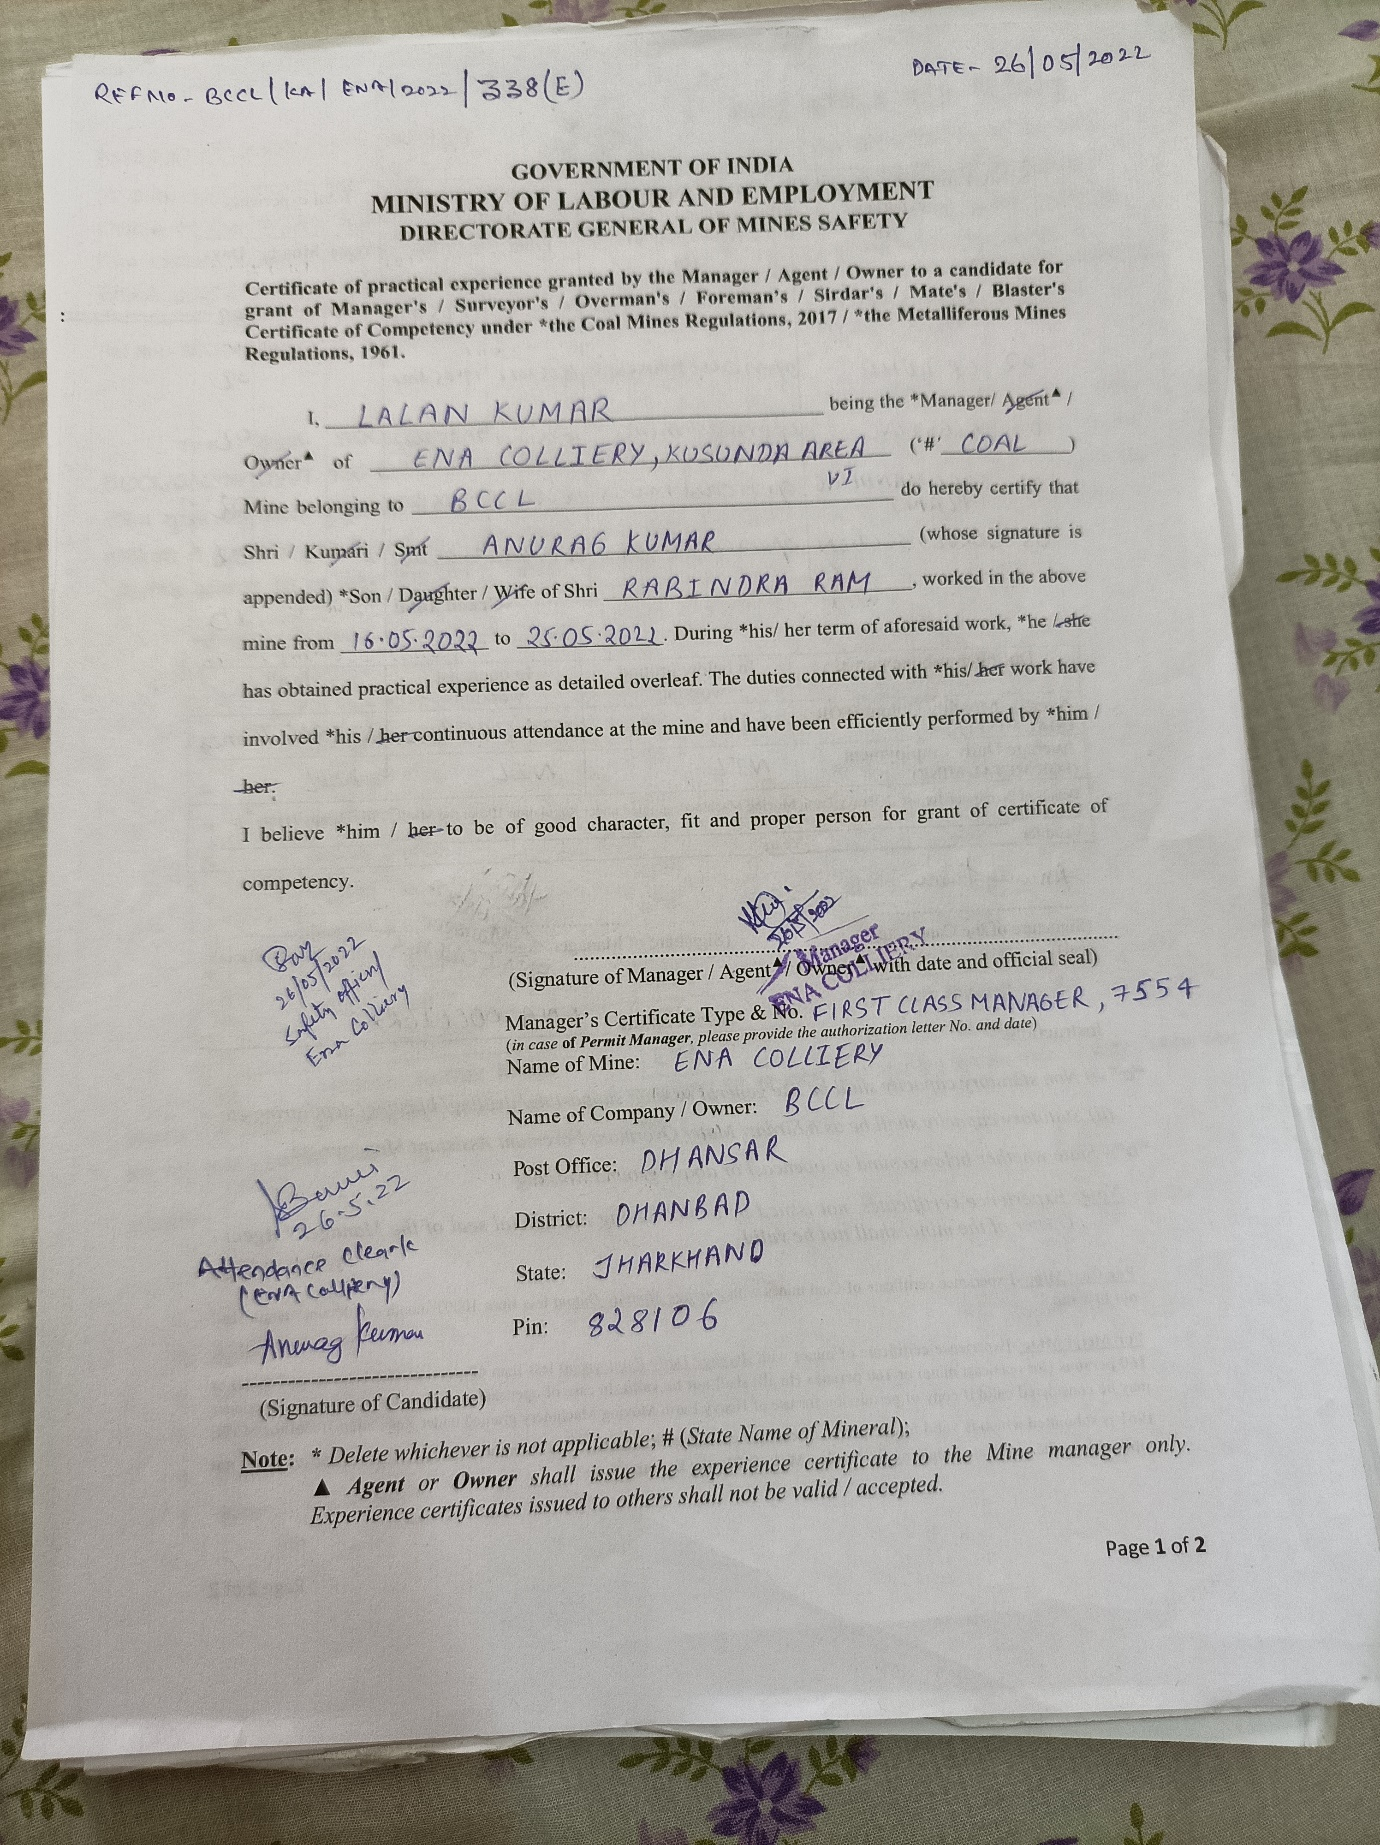 REF NO - BCCL/KA/ENA/2022/338(E)
DATE - 26/05/2022
GOVERNMENT OF INDIA
MINISTRY OF LABOUR AND EMPLOYMENT
DIRECTORATE GENERAL OF MINES SAFETY
Certificate of practical experience granted by the Manager / Agent / Owner to a candidate for
grant of Manager's / Surveyor's / Overman's / Foreman's / Sirdar's / Mate's / Blaster's
Certificate of Competency under *the Coal Mines Regulations, 2017 / *the Metalliferous Mines
Regulations, 1961.
:
I, LALAN KUMAR being the *Manager/ Agent▲ /
Owner▲ of ENA COLLIERY, KUSUNDA AREA ('#' COAL )
VI
Mine belonging to BCCL do hereby certify that
Shri / Kumari / Smt ANURAG KUMAR (whose signature is
appended) *Son / Daughter / Wife of Shri RABINDRA RAM, worked in the above
mine from 16.05.2022 to 25.05.2022. During *his/ her term of aforesaid work, *he / she
has obtained practical experience as detailed overleaf. The duties connected with *his/ her work have
involved *his / her continuous attendance at the mine and have been efficiently performed by *him /
her.
I believe *him / her to be of good character, fit and proper person for grant of certificate of
competency.
26/5/2022
Manager
ENA COLLIERY
(Signature of Manager / Agent▲ / Owner▲ with date and official seal)
26/05/2022
Safety officer
Ena Colliery
Manager's Certificate Type & No. FIRST CLASS MANAGER, 7554
(in case of Permit Manager, please provide the authorization letter No. and date)
Name of Mine: ENA COLLIERY
Name of Company / Owner: BCCL
Post Office: DHANSAR
District: DHANBAD
State: JHARKHAND
Pin: 828106
26.5.22
Attendance Cleark
(ENA Colliery)
Anurag Kumar
(Signature of Candidate)
Note: * Delete whichever is not applicable; # (State Name of Mineral);
▲ Agent or Owner shall issue the experience certificate to the Mine manager only.
Experience certificates issued to others shall not be valid / accepted.
Page 1 of 2